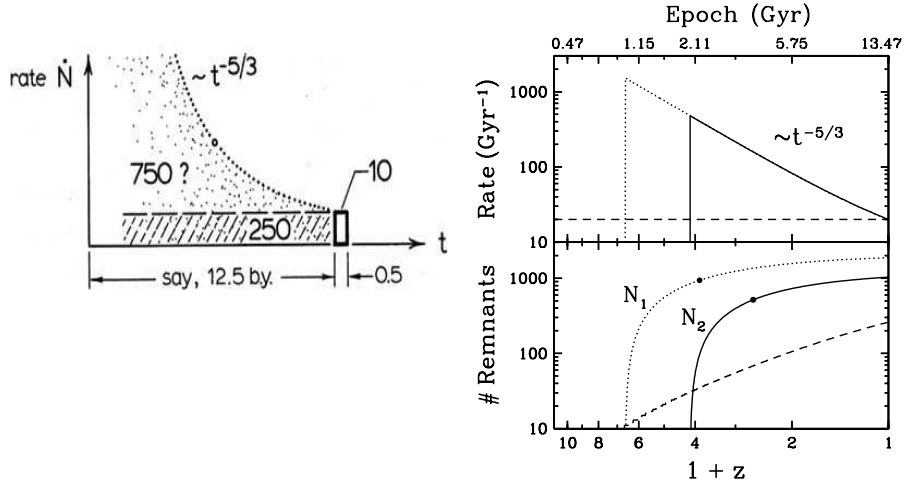 rate Ṅ
~ t^-5/3
750 ?
10
250
t
say, 12.5 b.y.
0.5
Epoch (Gyr)
0.47 1.15 2.11 5.75 13.47
Rate (Gyr⁻¹)
1000
100
10
~t^-5/3
# Remnants
1000
100
10
N₁
N₂
10 8 6 4 2 1
1 + z